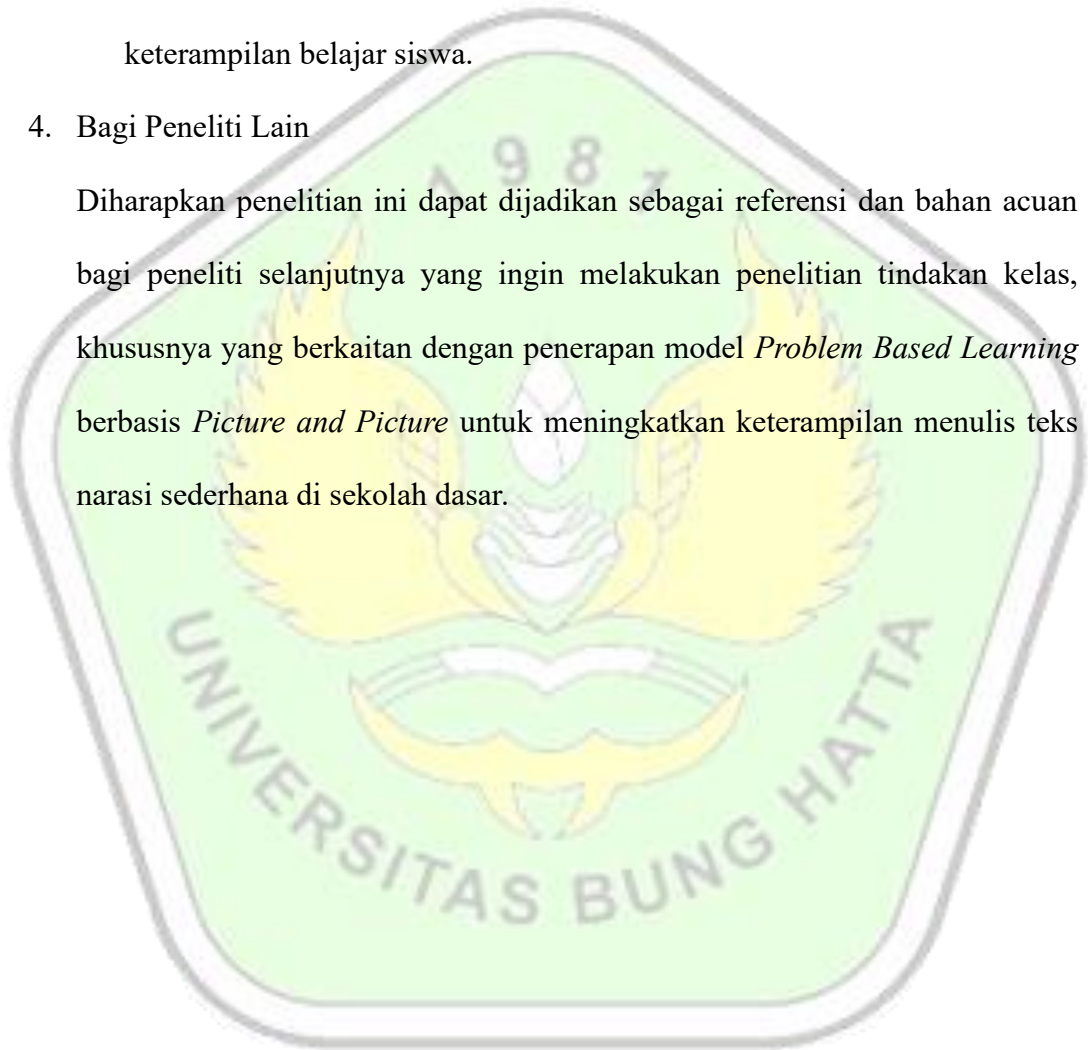 keterampilan belajar siswa.
4. Bagi Peneliti Lain
1981
Diharapkan penelitian ini dapat dijadikan sebagai referensi dan bahan acuan
bagi peneliti selanjutnya yang ingin melakukan penelitian tindakan kelas,
khususnya yang berkaitan dengan penerapan model Problem Based Learning
berbasis Picture and Picture untuk meningkatkan keterampilan menulis teks
narasi sederhana di sekolah dasar.
UNIVERSITAS BUNG HATTA